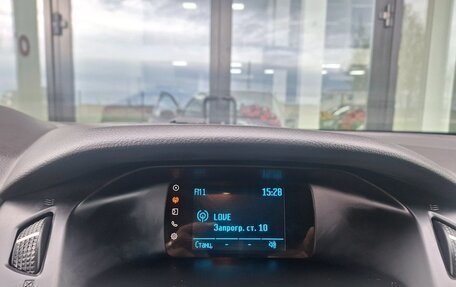 FM1 15:28
LOVE
Запрогр. ст. 10
Станц. - -